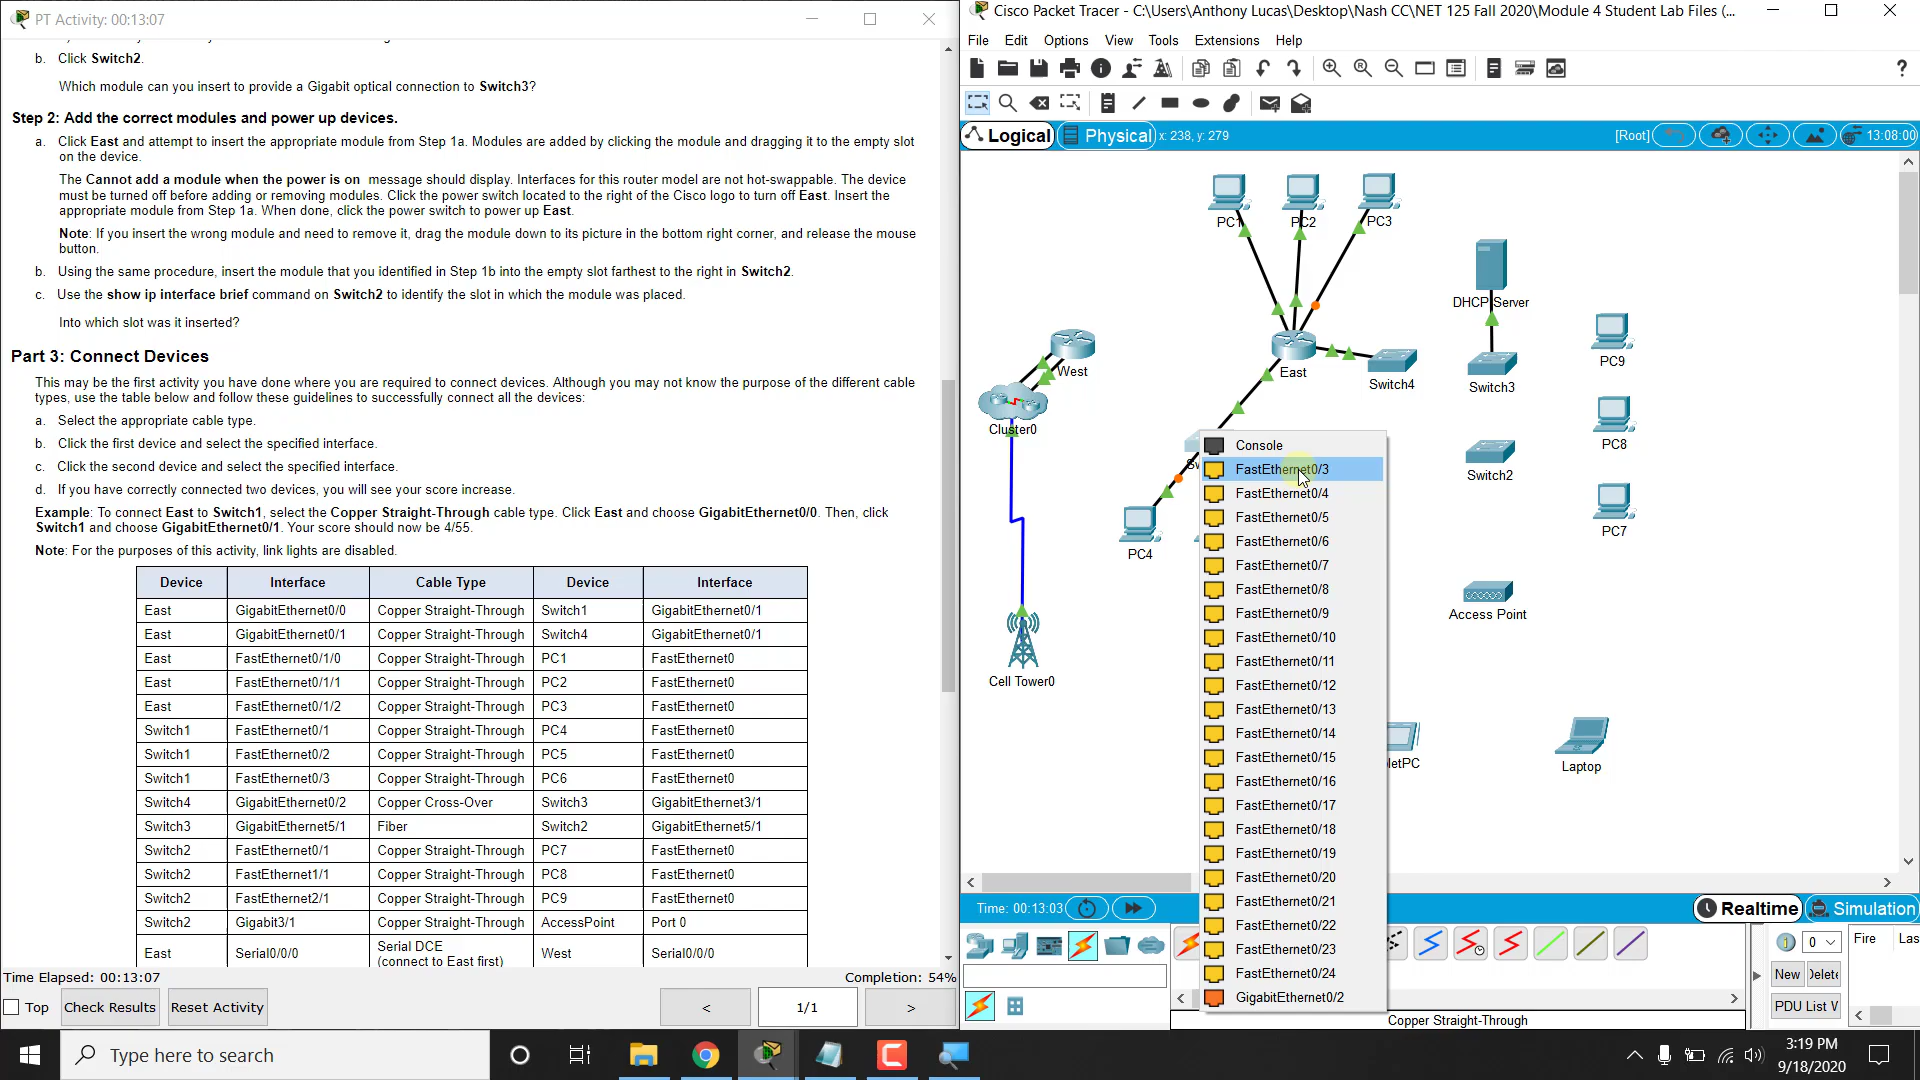 PT Activity: 00:13:07
b. Click Switch2.
Which module can you insert to provide a Gigabit optical connection to Switch3?
Step 2: Add the correct modules and power up devices.
a. Click East and attempt to insert the appropriate module from Step 1a. Modules are added by clicking the module and dragging it to the empty slot
on the device.
The Cannot add a module when the power is on message should display. Interfaces for this router model are not hot-swappable. The device
must be turned off before adding or removing modules. Click the power switch located to the right of the Cisco logo to turn off East. Insert the
appropriate module from Step 1a. When done, click the power switch to power up East.
Note: If you insert the wrong module and need to remove it, drag the module down to its picture in the bottom right corner, and release the mouse
button.
b. Using the same procedure, insert the module that you identified in Step 1b into the empty slot farthest to the right in Switch2.
c. Use the show ip interface brief command on Switch2 to identify the slot in which the module was placed.
Into which slot was it inserted?
Part 3: Connect Devices
This may be the first activity you have done where you are required to connect devices. Although you may not know the purpose of the different cable
types, use the table below and follow these guidelines to successfully connect all the devices:
a. Select the appropriate cable type.
b. Click the first device and select the specified interface.
c. Click the second device and select the specified interface.
d. If you have correctly connected two devices, you will see your score increase.
Example: To connect East to Switch1, select the Copper Straight-Through cable type. Click East and choose GigabitEthernet0/0. Then, click
Switch1 and choose GigabitEthernet0/1. Your score should now be 4/55.
Note: For the purposes of this activity, link lights are disabled.
Device Interface Cable Type Device Interface
East GigabitEthernet0/0 Copper Straight-Through Switch1 GigabitEthernet0/1
East GigabitEthernet0/1 Copper Straight-Through Switch4 GigabitEthernet0/1
East FastEthernet0/1/0 Copper Straight-Through PC1 FastEthernet0
East FastEthernet0/1/1 Copper Straight-Through PC2 FastEthernet0
East FastEthernet0/1/2 Copper Straight-Through PC3 FastEthernet0
Switch1 FastEthernet0/1 Copper Straight-Through PC4 FastEthernet0
Switch1 FastEthernet0/2 Copper Straight-Through PC5 FastEthernet0
Switch1 FastEthernet0/3 Copper Straight-Through PC6 FastEthernet0
Switch4 GigabitEthernet0/2 Copper Cross-Over Switch3 GigabitEthernet3/1
Switch3 GigabitEthernet5/1 Fiber Switch2 GigabitEthernet5/1
Switch2 FastEthernet0/1 Copper Straight-Through PC7 FastEthernet0
Switch2 FastEthernet1/1 Copper Straight-Through PC8 FastEthernet0
Switch2 FastEthernet2/1 Copper Straight-Through PC9 FastEthernet0
Switch2 Gigabit3/1 Copper Straight-Through AccessPoint Port 0
East Serial0/0/0 Serial DCE (connect to East first) West Serial0/0/0
Time Elapsed: 00:13:07 Completion: 54%
Top Check Results Reset Activity < 1/1 >
Cisco Packet Tracer - C:\Users\Anthony Lucas\Desktop\Nash CC\NET 125 Fall 2020\Module 4 Student Lab Files (...
File Edit Options View Tools Extensions Help
?
Logical Physical x: 238, y: 279 [Root] 13:08:00
PC1 PC2 PC3
DHCP Server
PC9
West
East
Switch4
Switch3
Cluster0
PC8
Switch2
PC4
PC7
Access Point
Cell Tower0
letPC
Laptop
Console
FastEthernet0/3
FastEthernet0/4
FastEthernet0/5
FastEthernet0/6
FastEthernet0/7
FastEthernet0/8
FastEthernet0/9
FastEthernet0/10
FastEthernet0/11
FastEthernet0/12
FastEthernet0/13
FastEthernet0/14
FastEthernet0/15
FastEthernet0/16
FastEthernet0/17
FastEthernet0/18
FastEthernet0/19
FastEthernet0/20
FastEthernet0/21
FastEthernet0/22
FastEthernet0/23
FastEthernet0/24
GigabitEthernet0/2
Time: 00:13:03 Realtime Simulation
0 Fire Las
New Delete
PDU List
Copper Straight-Through
Type here to search
3:19 PM
9/18/2020